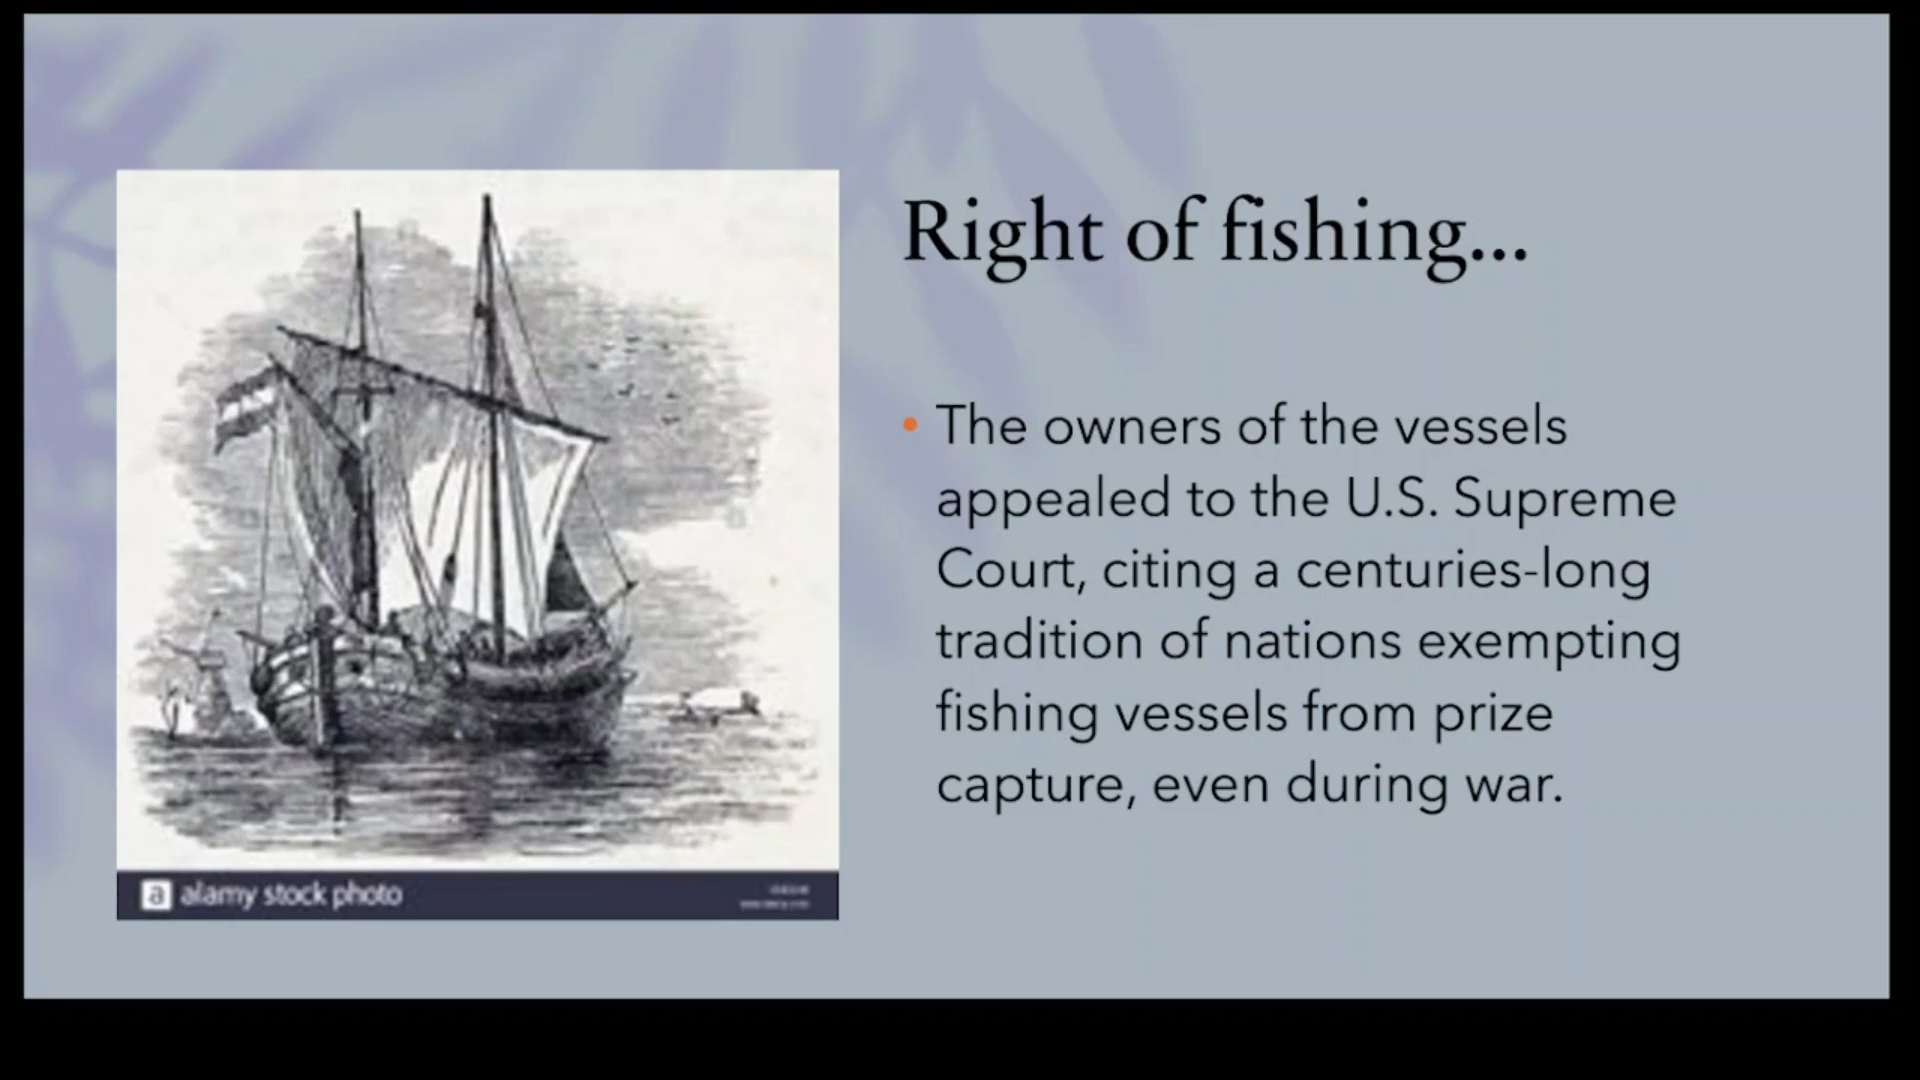 Right of fishing...
• The owners of the vessels
appealed to the U.S. Supreme
Court, citing a centuries-long
tradition of nations exempting
fishing vessels from prize
capture, even during war.
a alamy stock photo